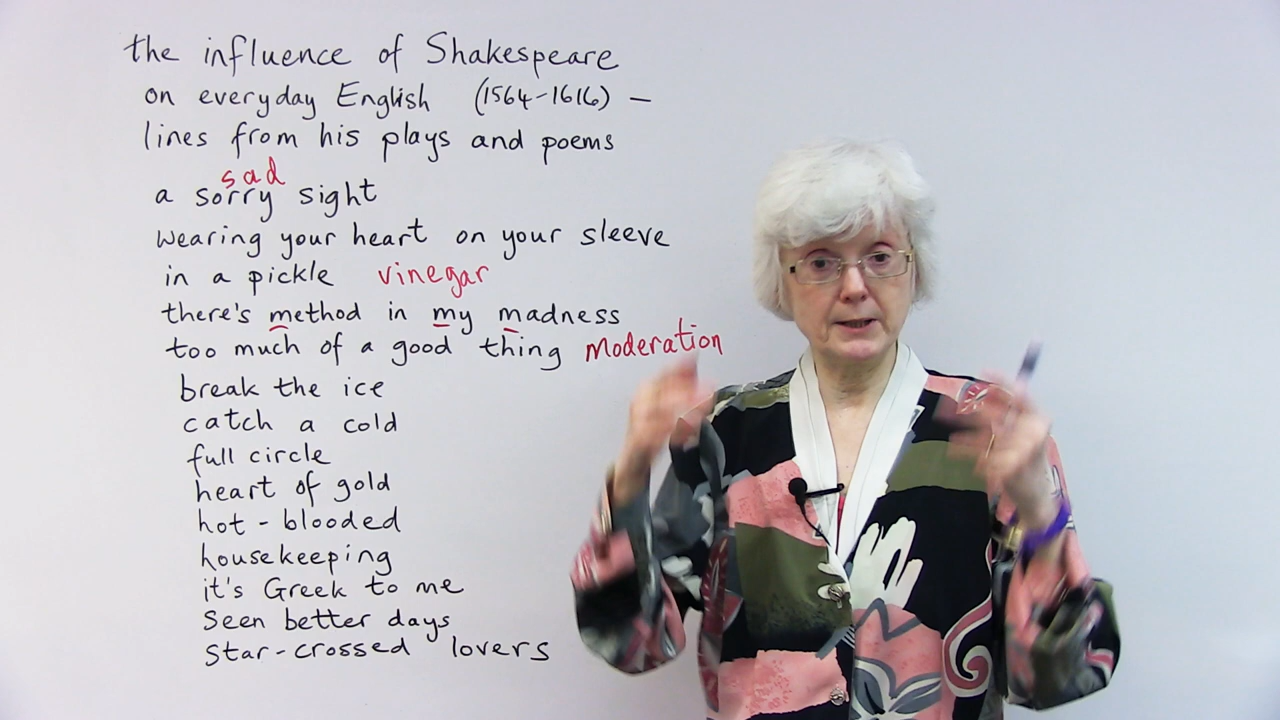 the influence of Shakespeare
on everyday English (1564-1616) –
lines from his plays and poems
sad
a sorry sight
wearing your heart on your sleeve
in a pickle vinegar
there's method in my madness
too much of a good thing moderation
break the ice
catch a cold
full circle
heart of gold
hot-blooded
housekeeping
it's Greek to me
seen better days
star-crossed lovers